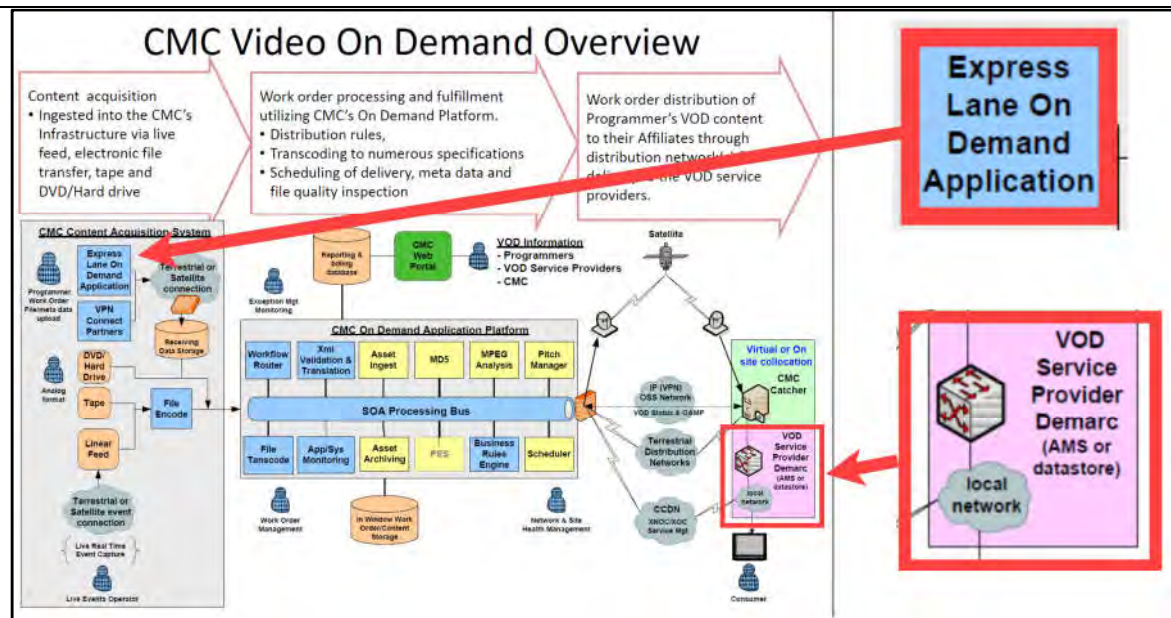 CMC Video On Demand Overview
Content acquisition
• Ingested into the CMC's
Infrastructure via live
feed, electronic file
transfer, tape and
DVD/Hard drive
Work order processing and fulfillment
utilizing CMC's On Demand Platform.
• Distribution rules,
• Transcoding to numerous specifications
• Scheduling of delivery, meta data and
file quality inspection
Work order distribution of
Programmer's VOD content
to their Affiliates through
distribution network
the VOD service
providers.
Express
Lane On
Demand
Application
CMC Content Acquisition System
Programmer
Work Order
File/meta data
upload
Express
Lane On
Demand
Application
VPN
Connect
Partners
Terrestrial or
Satellite
connection
Receiving
Data Storage
DVD/
Hard
Drive
Analog
format
Tape
File
Encode
Linear
Feed
Terrestrial or
Satellite event
connection
Live Real Time
Event Capture
Live Events Operator
Reporting &
billing
database
CMC
Web
Portal
VOD Information
- Programmers
- VOD Service Providers
- CMC
Exception Mgt
Monitoring
CMC On Demand Application Platform
Workflow
Router
Xml
Validation &
Translation
Asset
Ingest
MD5
MPEG
Analysis
Pitch
Manager
SOA Processing Bus
File
Tanscode
App/Sys
Monitoring
Asset
Archiving
PES
Business
Rules
Engine
Scheduler
Work Order
Management
In Window Work
Order/Content
Storage
Network & Site
Health Management
Satellite
Virtual or On
site collocation
CMC
Catcher
IP (VPN)
OSS Network
VOD Status & GAMP
Terrestrial
Distribution
Networks
CCDN
XNOC/XOC
Service Mgt
VOD
Service
Provider
Demarc
(AMS or
datastore)
local
network
Consumer
VOD
Service
Provider
Demarc
(AMS or
datastore)
local
network